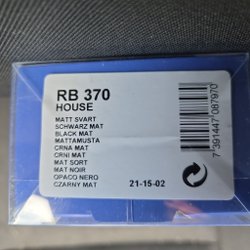 RB 370
HOUSE
MATT SVART
SCHWARZ MAT
BLACK MAT
MATTAMUSTA
CRNA MAT
CRNI MAT
MAT SORT
MAT NOIR
OPACO NERO
CZARNY MAT
21-15-02
7391447087970